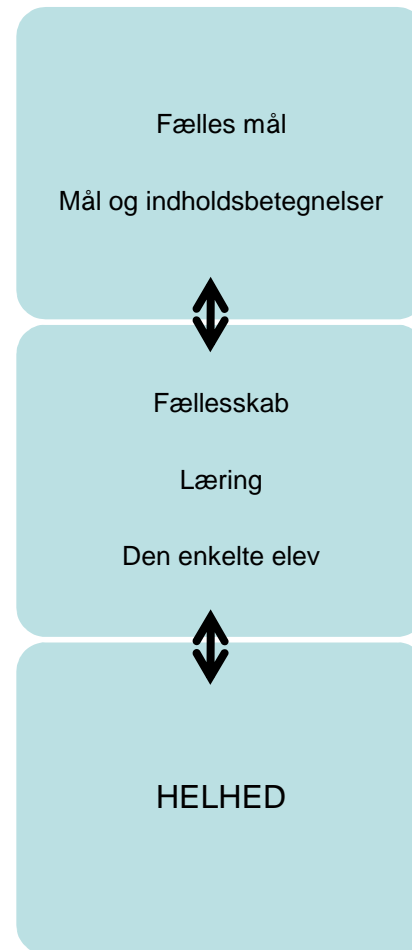 Fælles mål
Mål og indholdsbetegnelser
Fællesskab
Læring
Den enkelte elev
HELHED